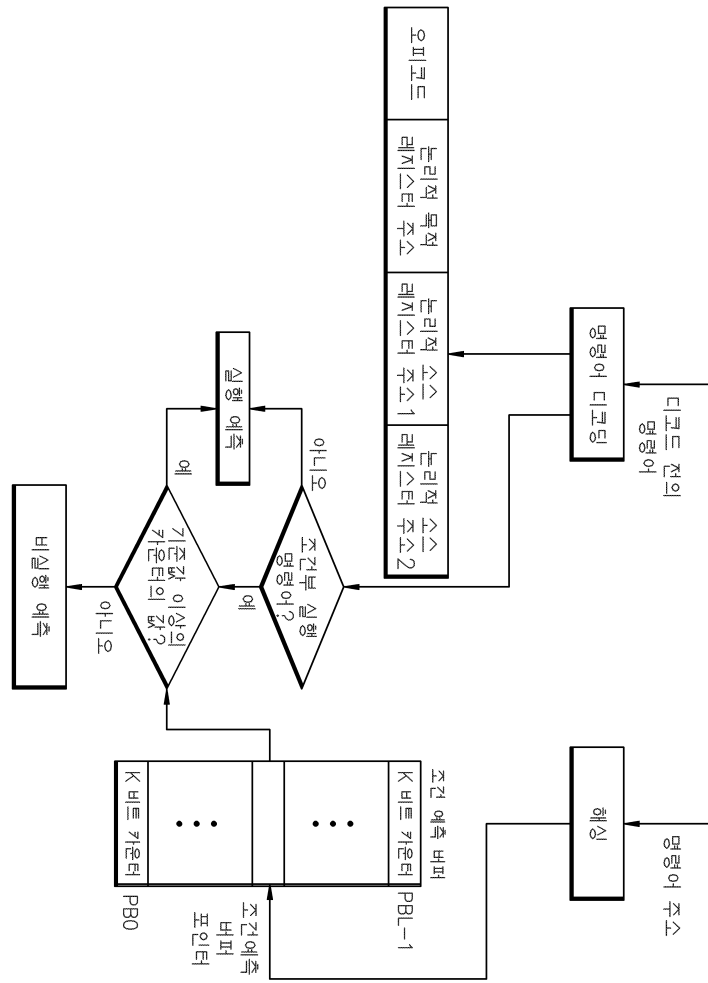 디코드 전의
명령어
명령어 주소
명령어 디코딩
해싱
오피코드
논리적 목적
레지스터 주소
논리적 소스
레지스터 주소1
논리적 소스
레지스터 주소2
조건 예측 버퍼
K 비트 카운터
PBL-1
• • •
• • •
K 비트 카운터
PB0
조건예측
버퍼
포인터
조건부 실행
명령어?
아니오
예
실행 예측
기준값 이상의
카운터의 값?
예
아니오
비실행 예측